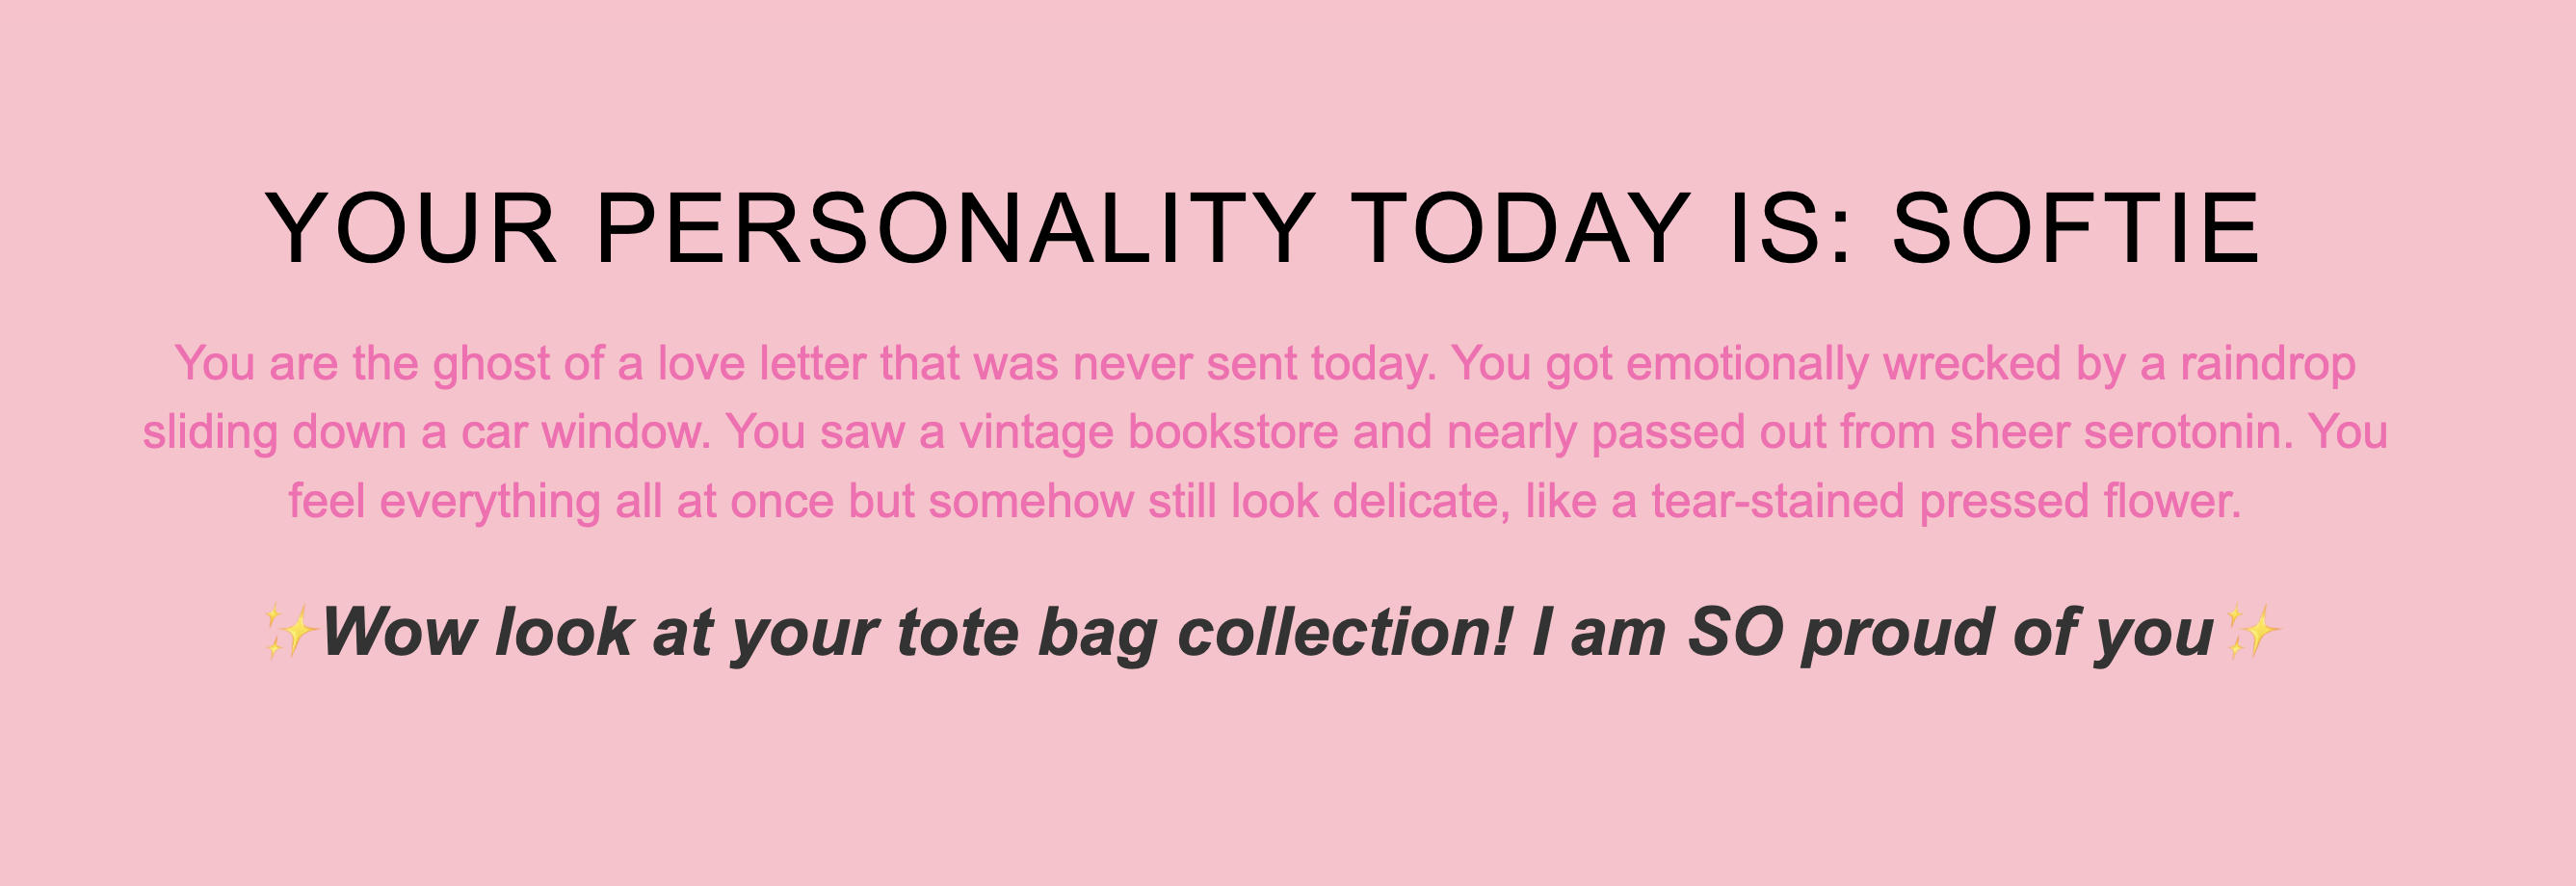 YOUR PERSONALITY TODAY IS: SOFTIE
You are the ghost of a love letter that was never sent today. You got emotionally wrecked by a raindrop
sliding down a car window. You saw a vintage bookstore and nearly passed out from sheer serotonin. You
feel everything all at once but somehow still look delicate, like a tear-stained pressed flower.
✨Wow look at your tote bag collection! I am SO proud of you✨